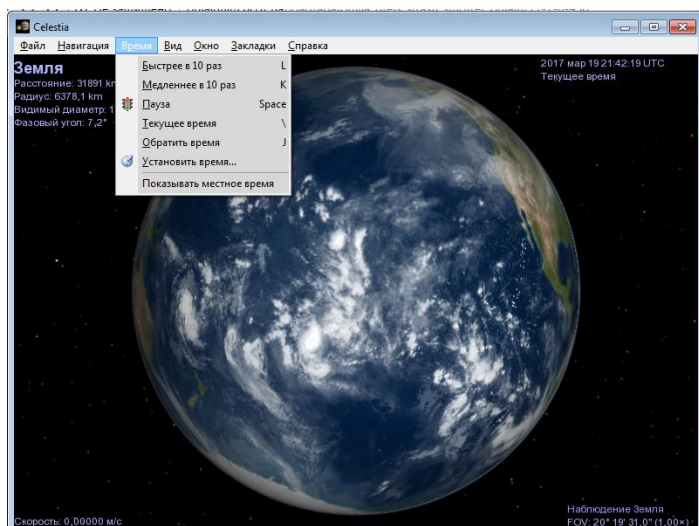 Celestia
Файл Навигация Время Вид Окно Закладки Справка
Земля
Расстояние: 31891 km
Радиус: 6378,1 km
Видимый диаметр: 1
Фазовый угол: 7,2°
Быстрее в 10 раз L
Медленнее в 10 раз K
Пауза Space
Текущее время \
Обратить время J
Установить время...
Показывать местное время
2017 мар 19 21:42:19 UTC
Текущее время
Скорость: 0,00000 м/с
Наблюдение Земля
FOV: 20° 19' 31,0" (1,00×)